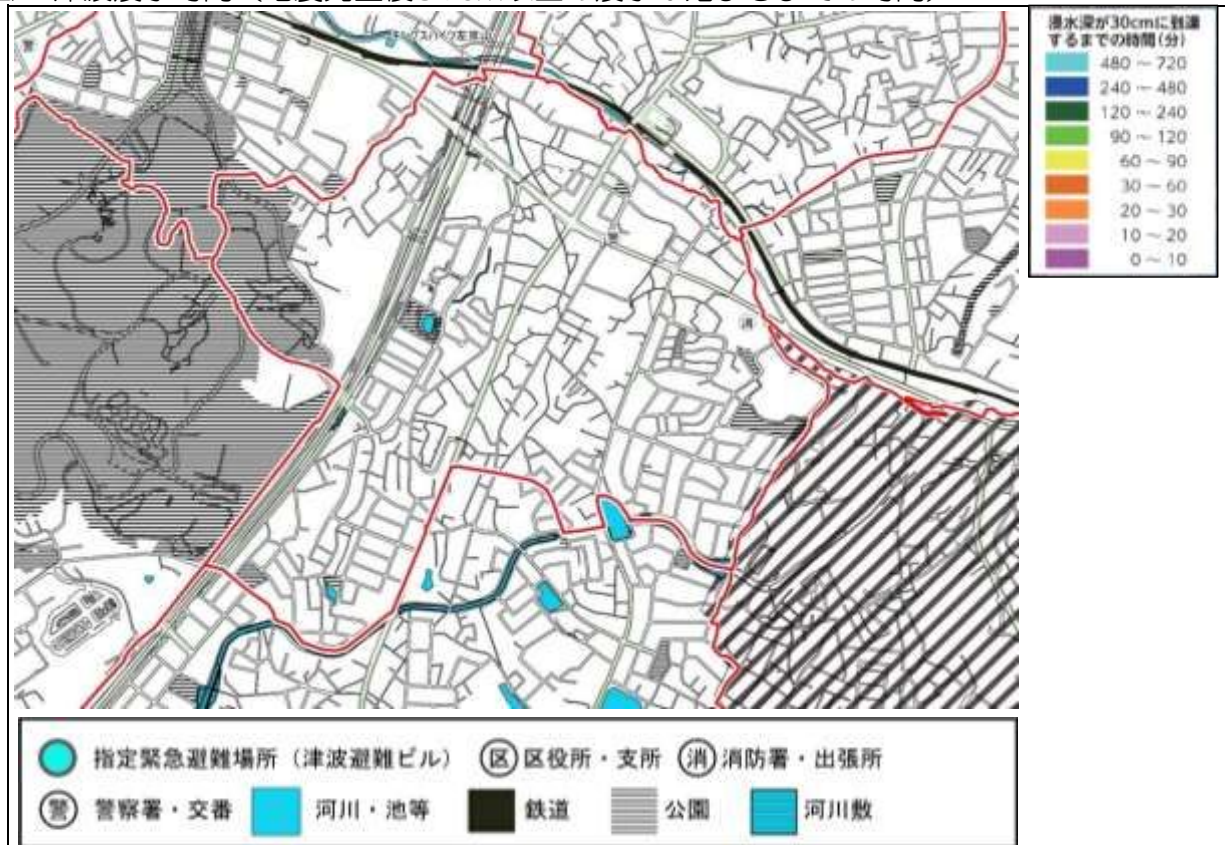 浸水深が30cmに到達
するまでの時間(分)
480～720
240～480
120～240
90～120
60～90
30～60
20～30
10～20
0～10
警
消
指定緊急避難場所（津波避難ビル）
区 区役所・支所
消 消防署・出張所
警 警察署・交番
河川・池等
鉄道
公園
河川敷